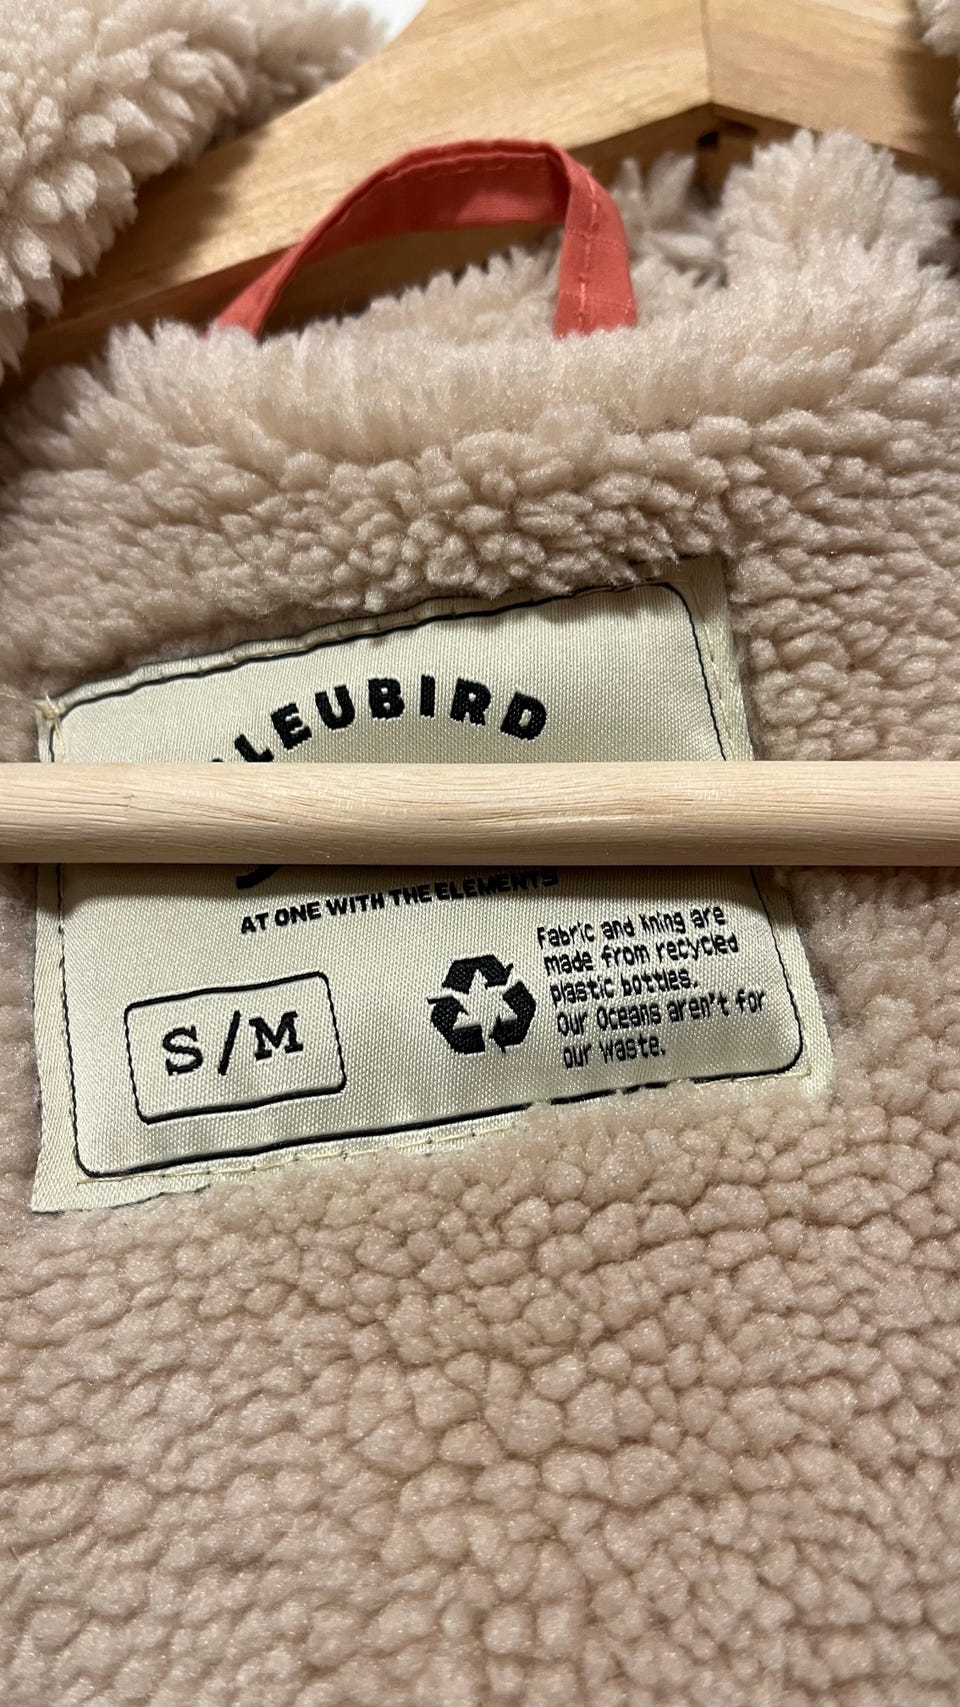 LEUBIRD
AT ONE WITH THE ELEMENTS
S/M
Fabric and lning are
made from recycled
plastic bottles.
Our Oceans aren't for
our waste.